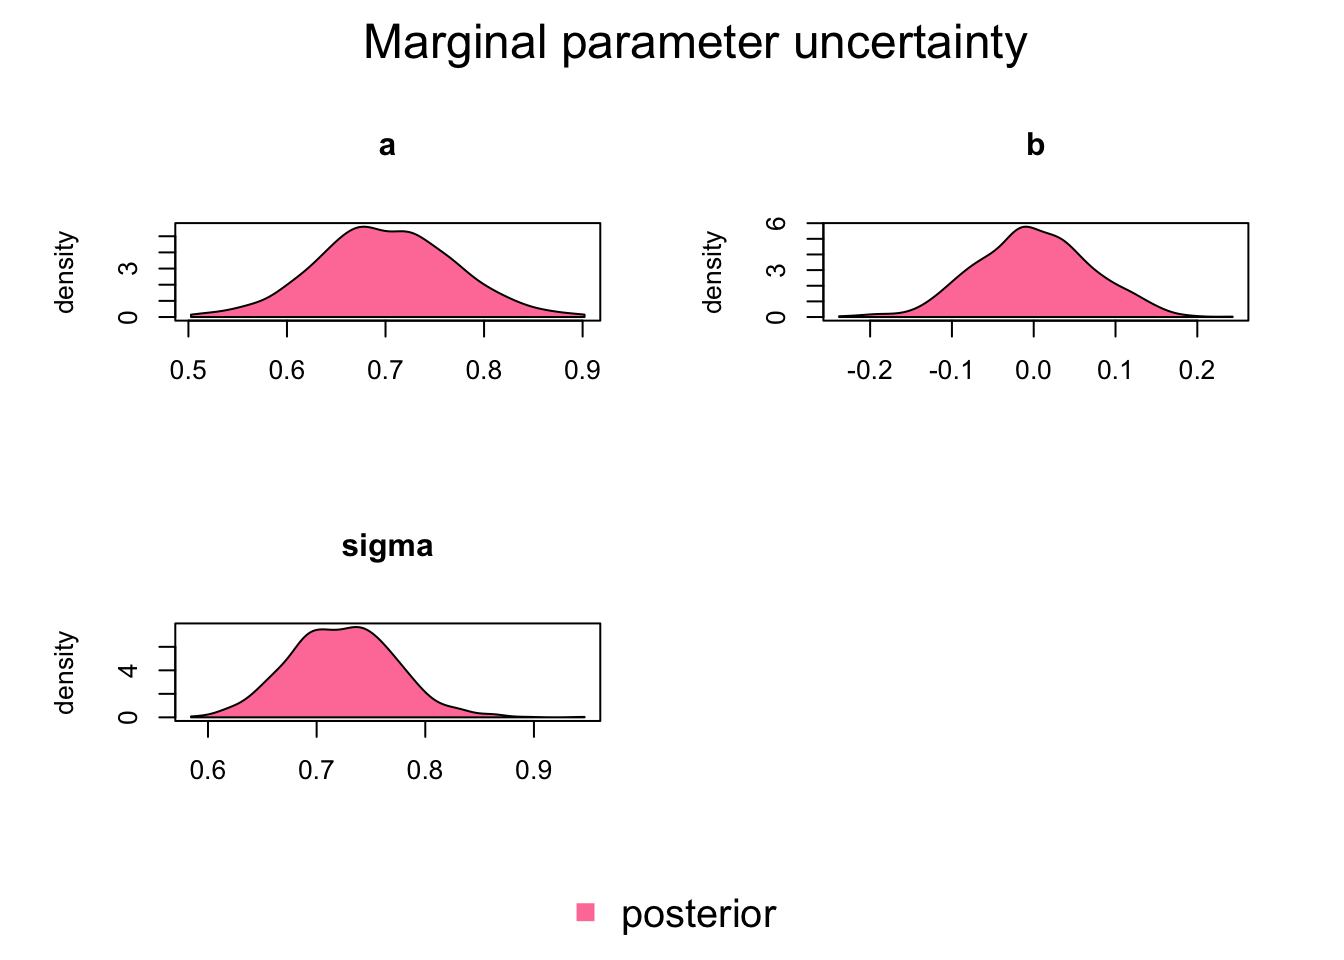 Marginal parameter uncertainty
a
density
0 3
0.5 0.6 0.7 0.8 0.9
b
density
0 3 6
-0.2 -0.1 0.0 0.1 0.2
sigma
density
0 4
0.6 0.7 0.8 0.9
posterior